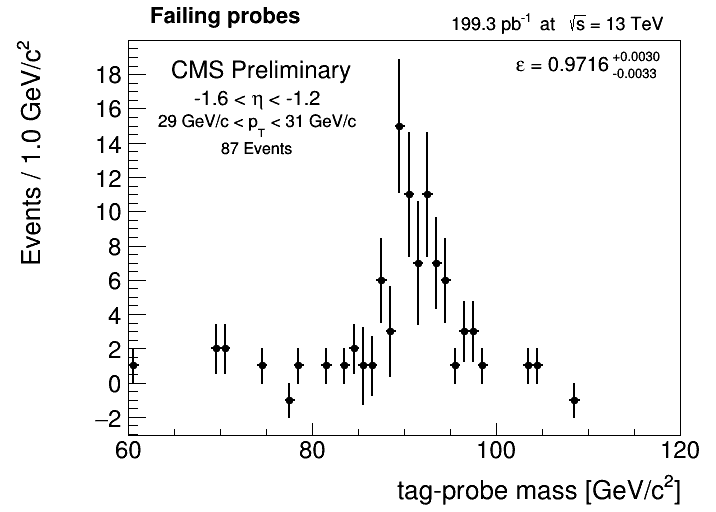 Failing probes
199.3 pb-1 at √s = 13 TeV
CMS Preliminary
ε = 0.9716 +0.0030 -0.0033
-1.6 < η < -1.2
29 GeV/c < pT < 31 GeV/c
87 Events
Events / 1.0 GeV/c2
18
16
14
12
10
8
6
4
2
0
−2
60 80 100 120
tag-probe mass [GeV/c2]